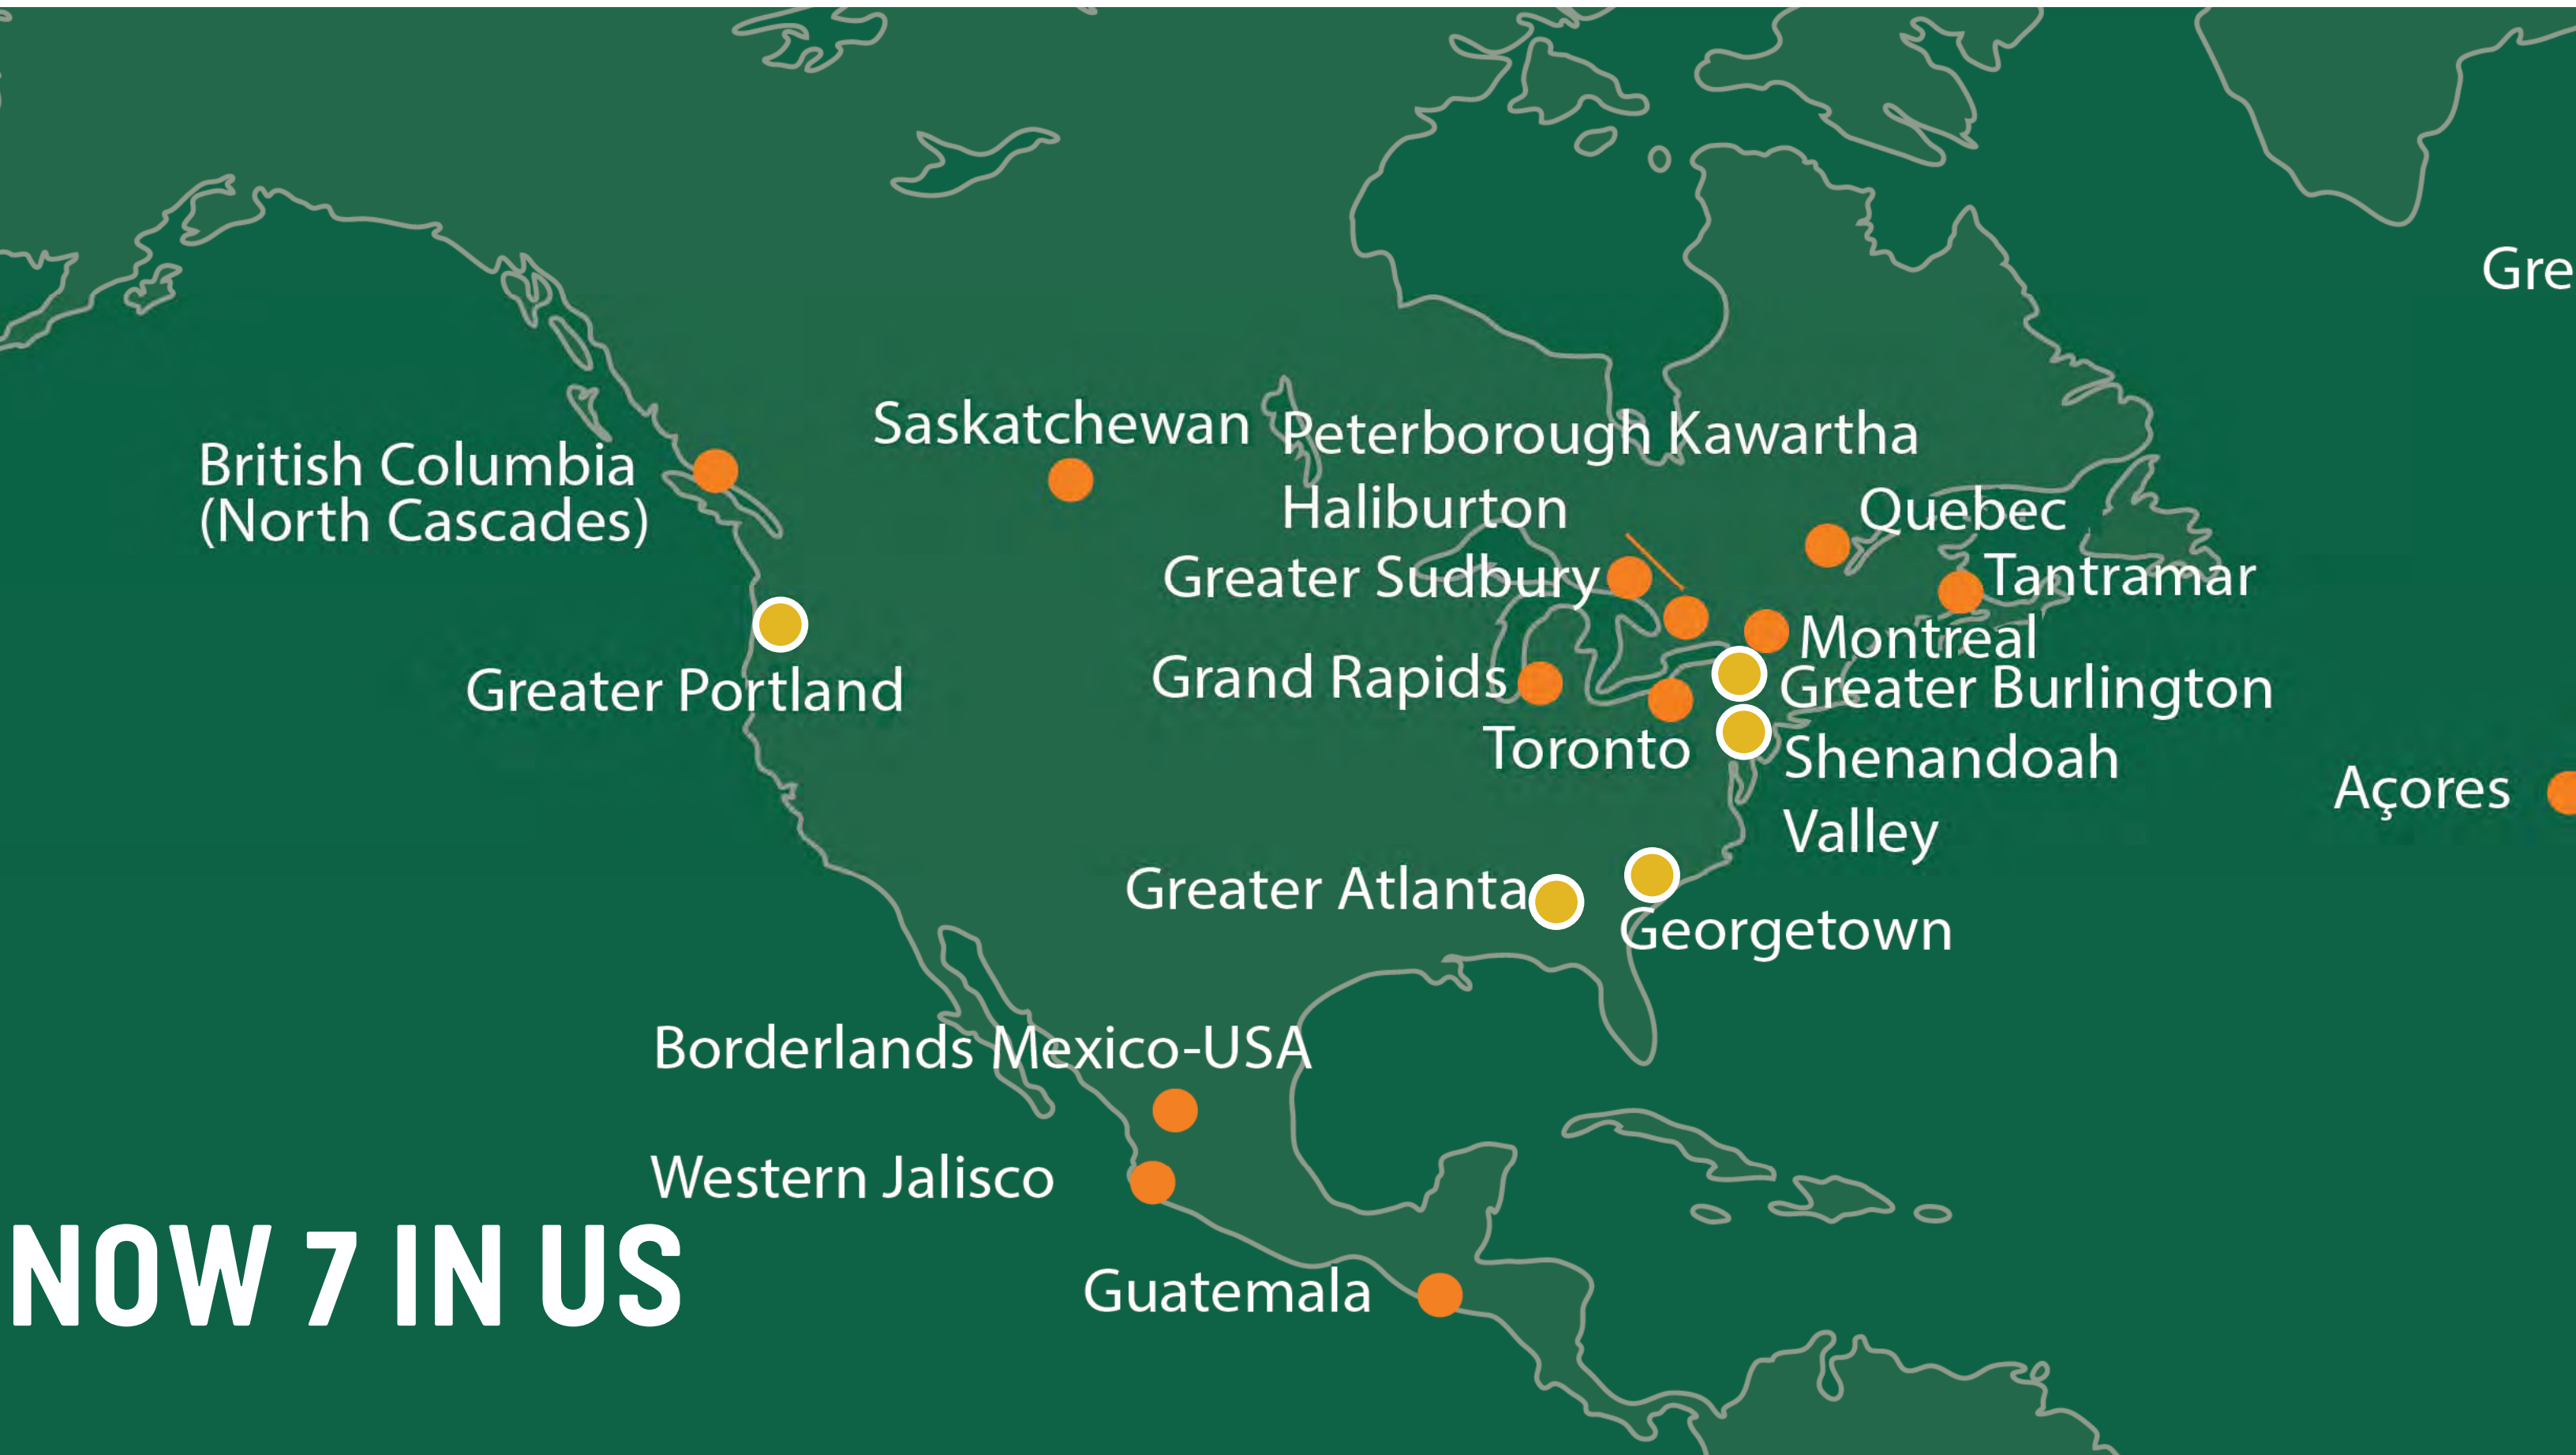 Gre
Saskatchewan
Peterborough Kawartha
British Columbia
(North Cascades)
Haliburton
Quebec
Greater Sudbury
Tantramar
Montreal
Greater Portland
Grand Rapids
Greater Burlington
Toronto
Shenandoah
Valley
Açores
Greater Atlanta
Georgetown
Borderlands Mexico-USA
Western Jalisco
NOW 7 IN US
Guatemala